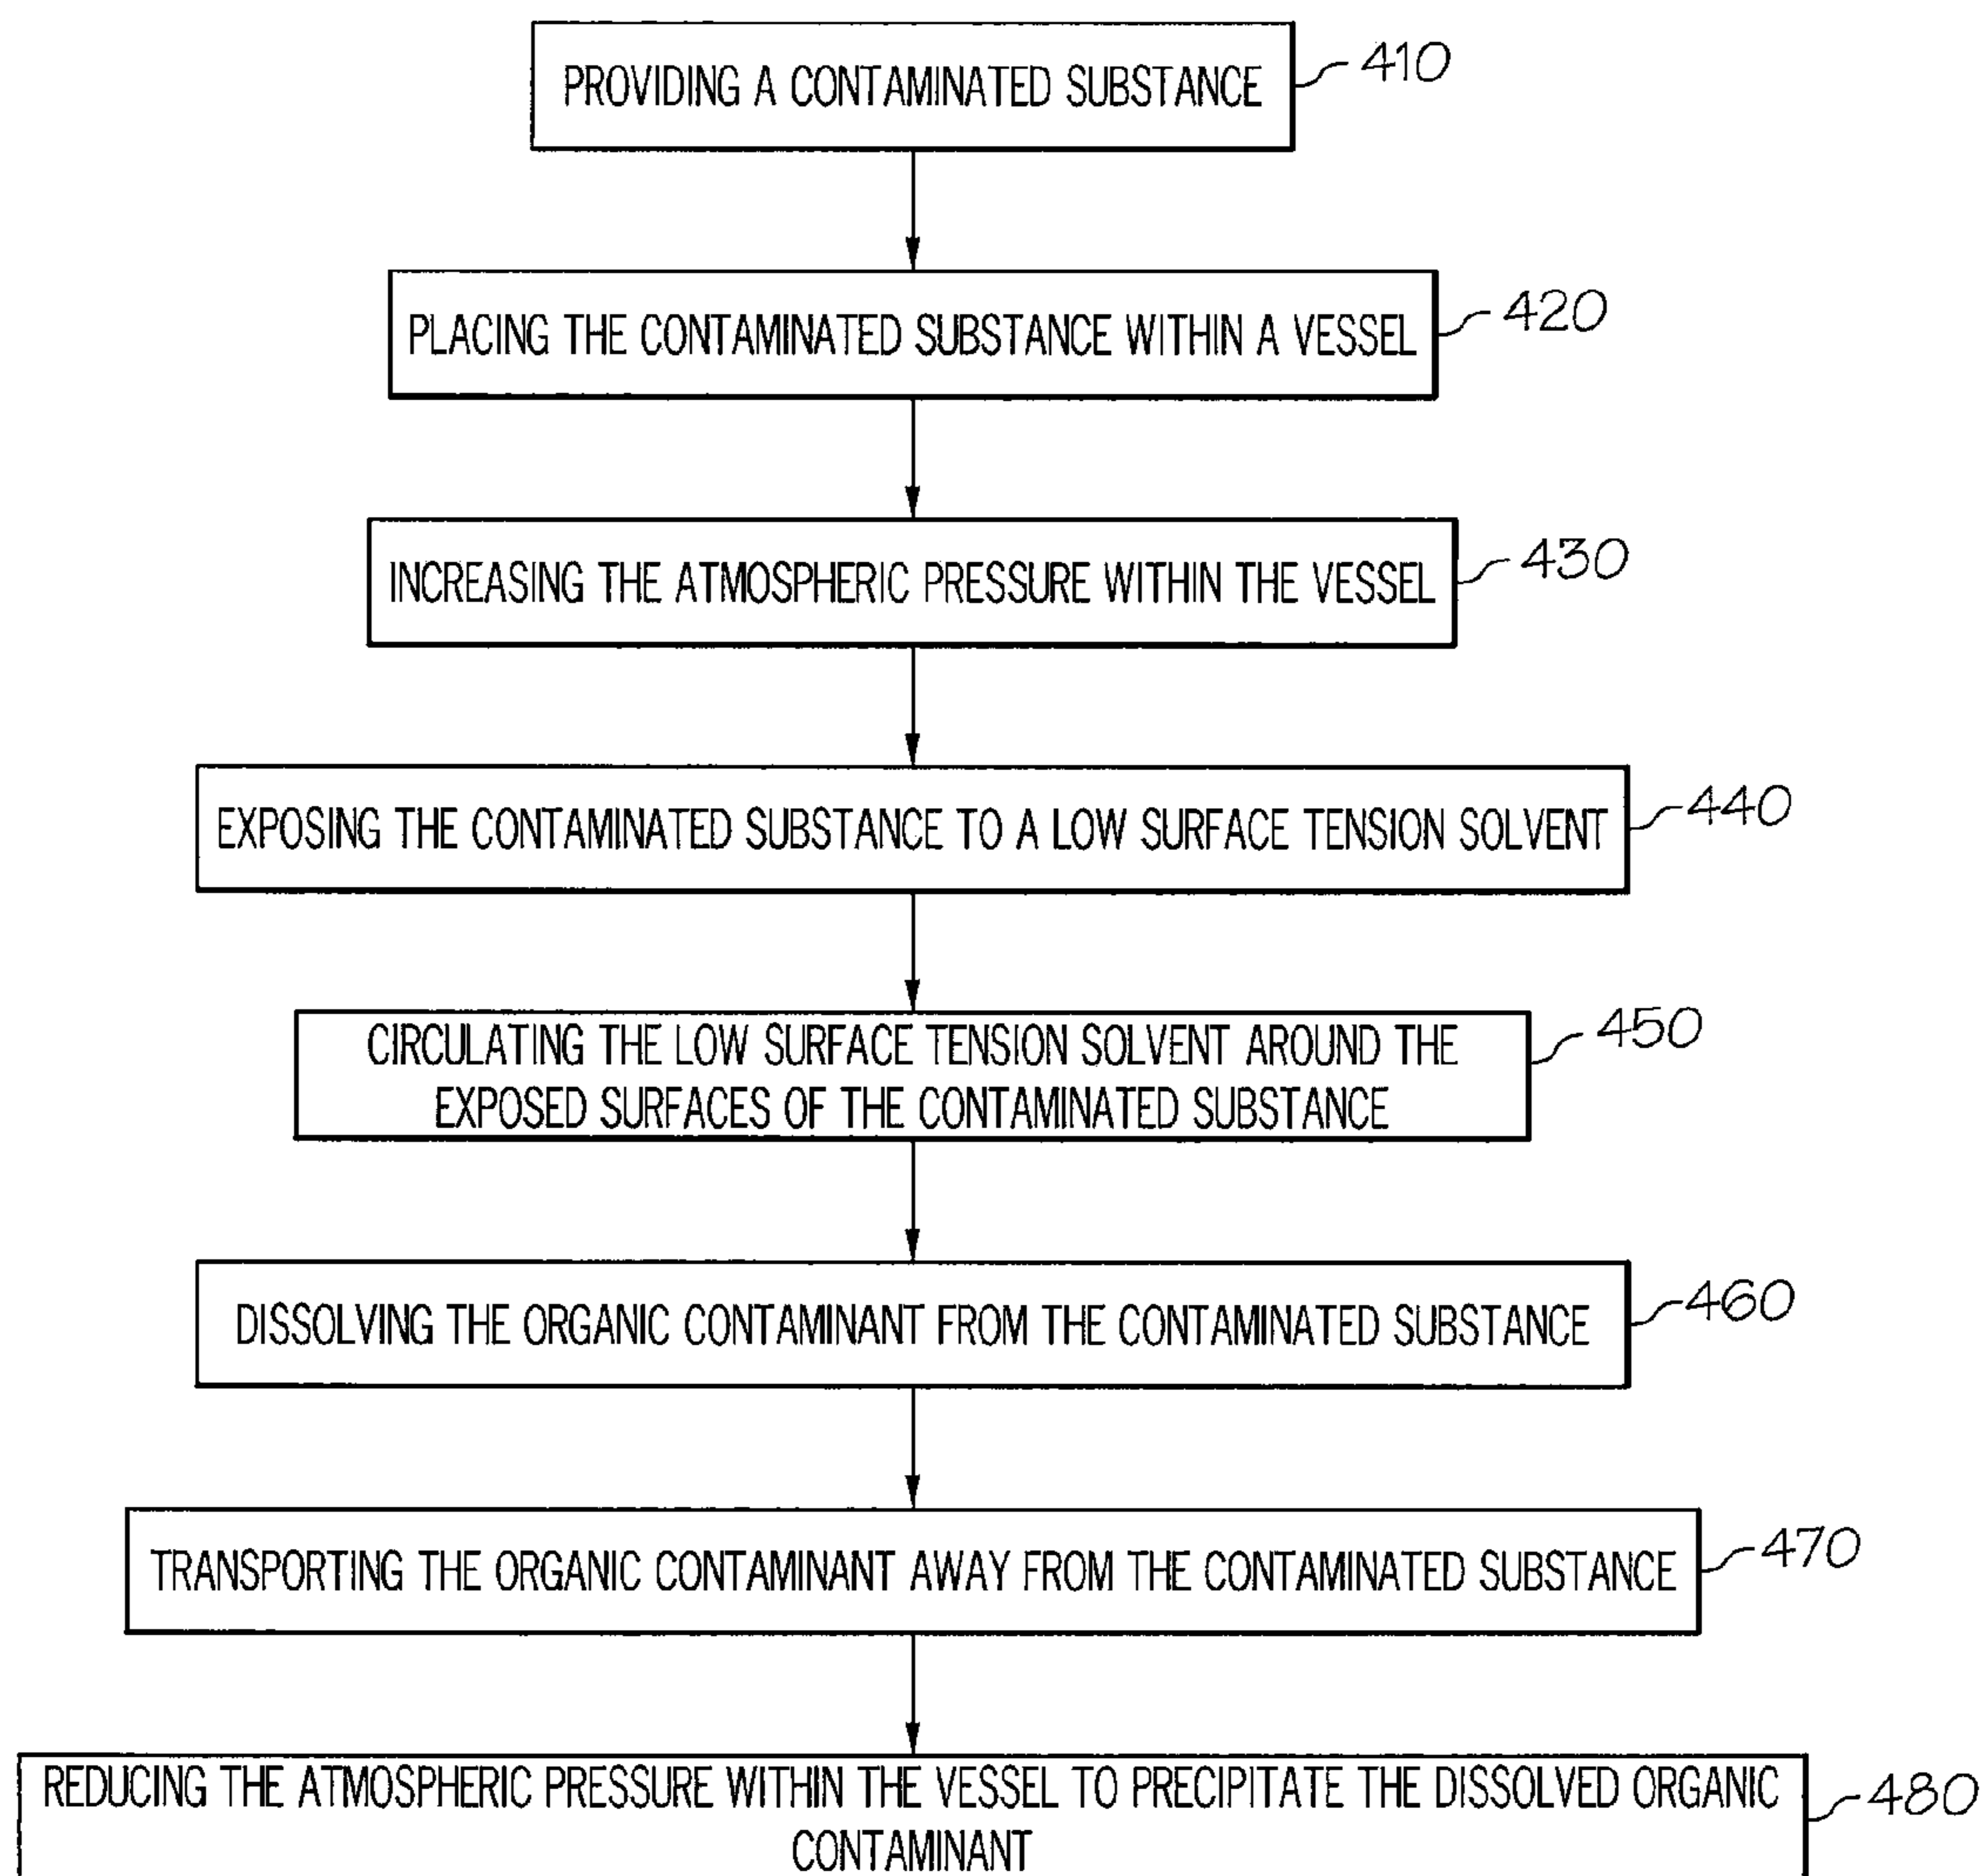 PROVIDING A CONTAMINATED SUBSTANCE
410
PLACING THE CONTAMINATED SUBSTANCE WITHIN A VESSEL
420
INCREASING THE ATMOSPHERIC PRESSURE WITHIN THE VESSEL
430
EXPOSING THE CONTAMINATED SUBSTANCE TO A LOW SURFACE TENSION SOLVENT
440
CIRCULATING THE LOW SURFACE TENSION SOLVENT AROUND THE
EXPOSED SURFACES OF THE CONTAMINATED SUBSTANCE
450
DISSOLVING THE ORGANIC CONTAMINANT FROM THE CONTAMINATED SUBSTANCE
460
TRANSPORTING THE ORGANIC CONTAMINANT AWAY FROM THE CONTAMINATED SUBSTANCE
470
REDUCING THE ATMOSPHERIC PRESSURE WITHIN THE VESSEL TO PRECIPITATE THE DISSOLVED ORGANIC
CONTAMINANT
480